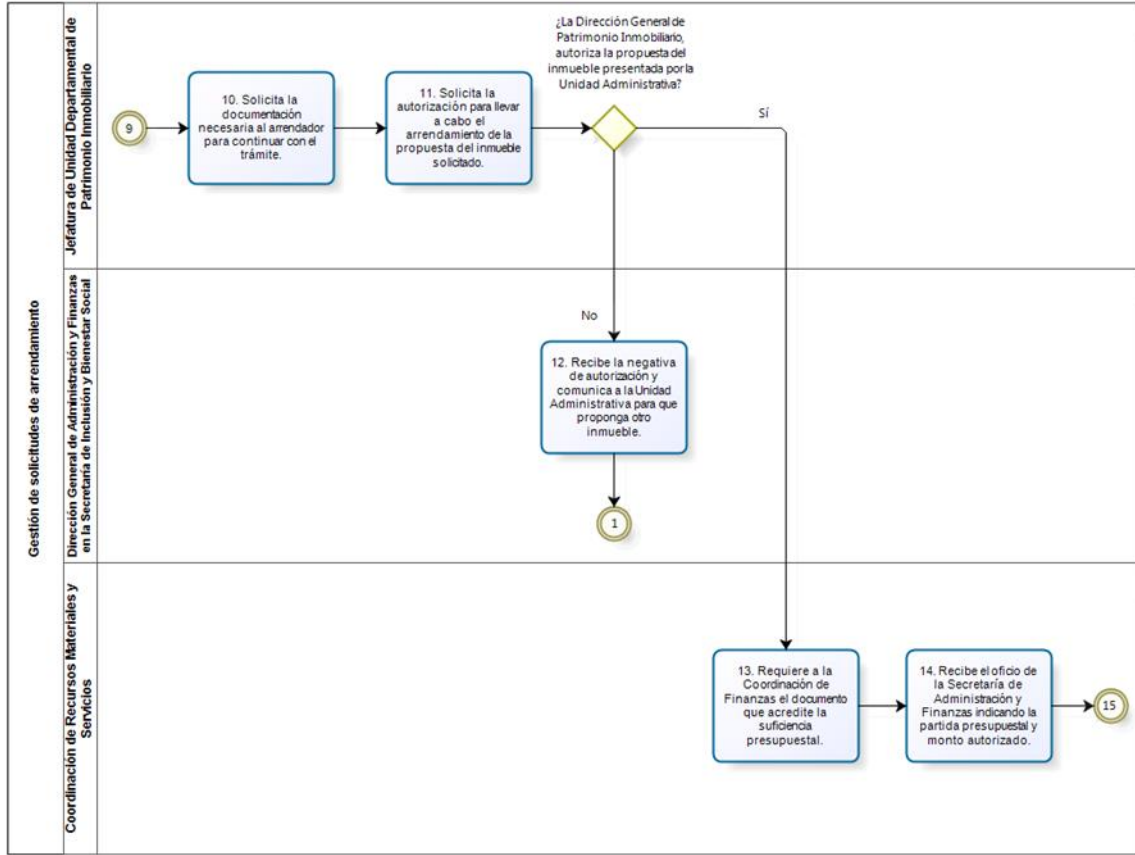 Gestión de solicitudes de arrendamiento
Jefatura de Unidad Departamental de
Patrimonio Inmobiliario
9
10. Solicita la
documentación
necesaria al arrendador
para continuar con el
trámite.
11. Solicita la
autorización para llevar
a cabo el
arrendamiento de la
propuesta del inmueble
solicitado.
¿La Dirección General de
Patrimonio Inmobiliario,
autoriza la propuesta del
inmueble presentada por la
Unidad Administrativa?
Sí
No
Dirección General de Administración y Finanzas
en la Secretaría de Inclusión y Bienestar Social
12. Recibe la negativa
de autorización y
comunica a la Unidad
Administrativa para que
proponga otro
inmueble.
1
Coordinación de Recursos Materiales y
Servicios
13. Requiere a la
Coordinación de
Finanzas el documento
que acredite la
suficiencia
presupuestal.
14. Recibe el oficio de
la Secretaría de
Administración y
Finanzas indicando la
partida presupuestal y
monto autorizado.
15